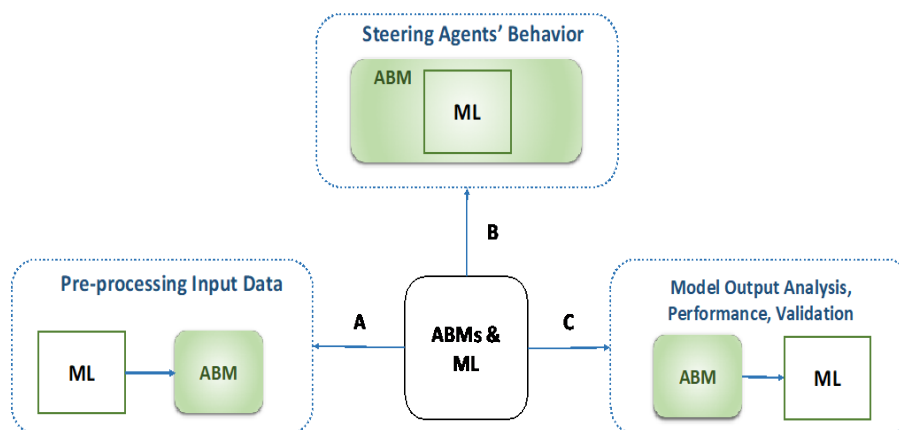 Steering Agents' Behavior
ABM
ML
B
Pre-processing Input Data
ML
ABM
A
ABMs &
ML
C
Model Output Analysis,
Performance, Validation
ABM
ML